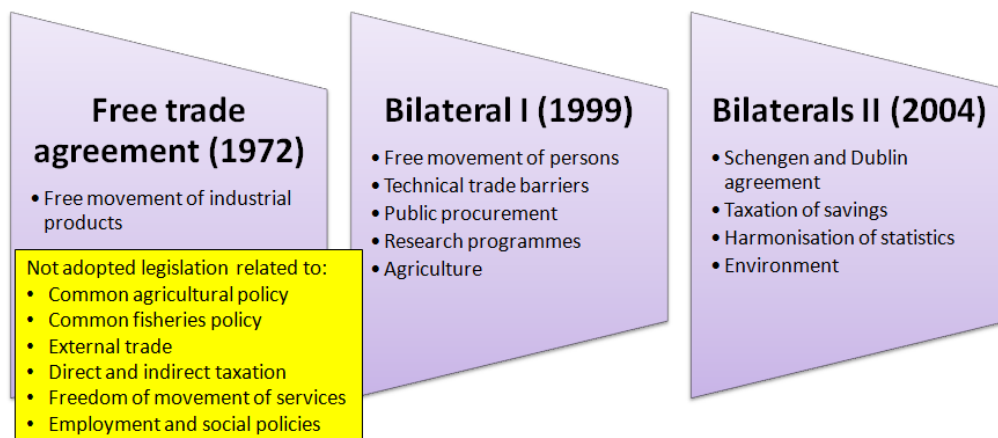 Free trade
agreement (1972)
• Free movement of industrial
products
Not adopted legislation related to:
• Common agricultural policy
• Common fisheries policy
• External trade
• Direct and indirect taxation
• Freedom of movement of services
• Employment and social policies
Bilateral I (1999)
• Free movement of persons
• Technical trade barriers
• Public procurement
• Research programmes
• Agriculture
Bilaterals II (2004)
• Schengen and Dublin
agreement
• Taxation of savings
• Harmonisation of statistics
• Environment